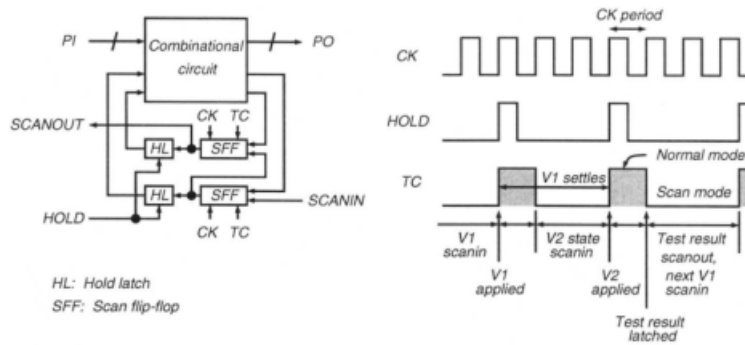 PI
Combinational
circuit
PO
SCANOUT
CK TC
HL
SFF
HL
SFF
SCANIN
HOLD
CK TC
HL: Hold latch
SFF: Scan flip-flop
CK period
CK
HOLD
Normal mode
TC
V1 settles
Scan mode
V1
scanin
V2 state
scanin
Test result
scanout,
next V1
scanin
V1
applied
V2
applied
Test result
latched